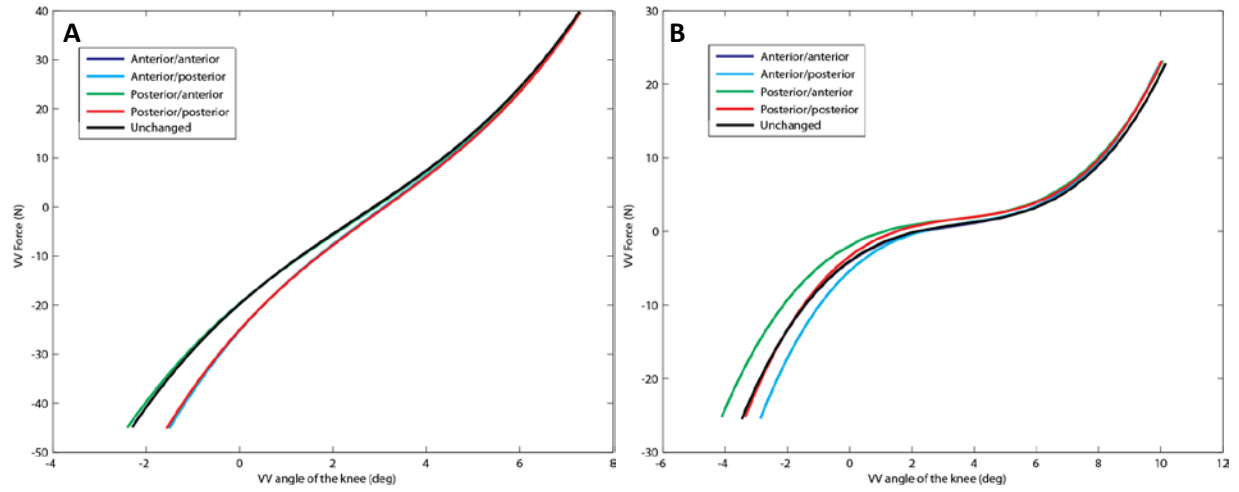 A
Anterior/anterior
Anterior/posterior
Posterior/anterior
Posterior/posterior
Unchanged
40
30
20
10
0
-10
-20
-30
-40
-50
VV Force (N)
-4
-2
0
2
4
6
8
VV angle of the knee (deg)
B
Anterior/anterior
Anterior/posterior
Posterior/anterior
Posterior/posterior
Unchanged
30
20
10
0
-10
-20
-30
VV Force (N)
-6
-4
-2
0
2
4
6
8
10
12
VV angle of the knee (deg)